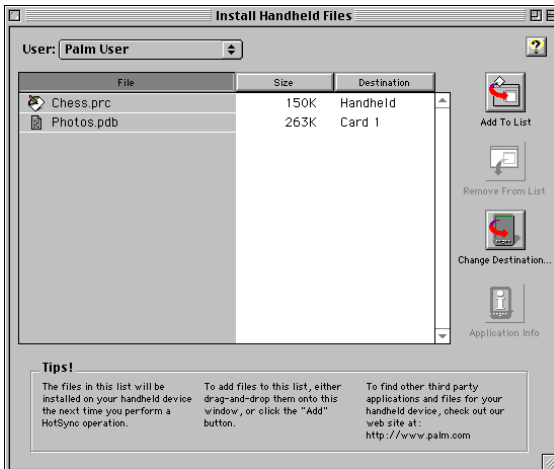 Install Handheld Files
User: Palm User
File Size Destination
Chess.prc 150K Handheld
Photos.pdb 263K Card 1
Add To List
Remove From List
Change Destination...
Application Info
Tips!
The files in this list will be
installed on your handheld device
the next time you perform a
HotSync operation.
To add files to this list, either
drag-and-drop them onto this
window, or click the "Add"
button.
To find other third party
applications and files for your
handheld device, check out our
web site at:
http://www.palm.com